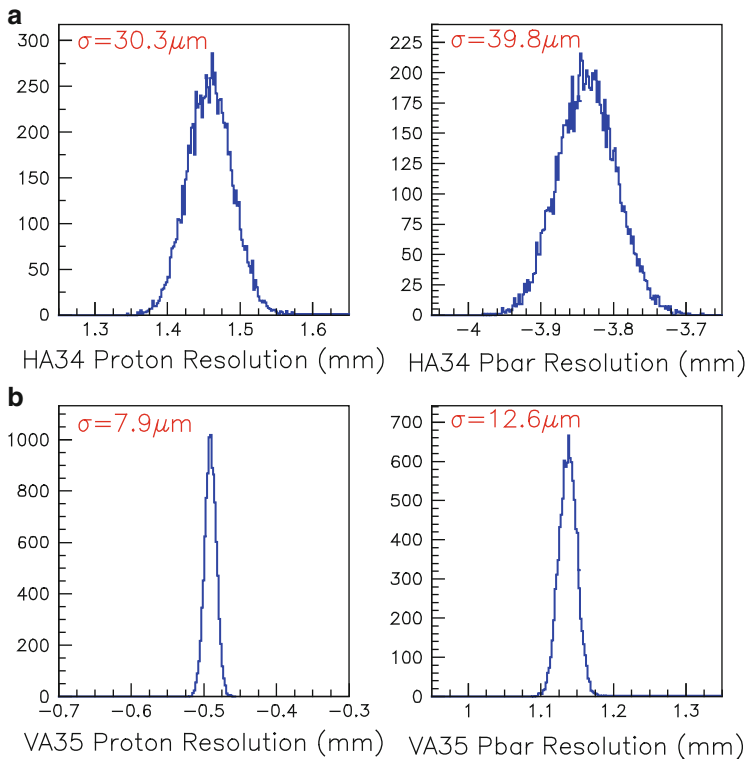 a
σ=30.3μm
300
250
200
150
100
50
0
1.3 1.4 1.5 1.6
HA34 Proton Resolution (mm)
σ=39.8μm
225
200
175
150
125
100
75
50
25
0
−4 −3.9 −3.8 −3.7
HA34 Pbar Resolution (mm)
b
σ=7.9μm
1000
800
600
400
200
0
−0.7 −0.6 −0.5 −0.4 −0.3
VA35 Proton Resolution (mm)
σ=12.6μm
700
600
500
400
300
200
100
0
1 1.1 1.2 1.3
VA35 Pbar Resolution (mm)